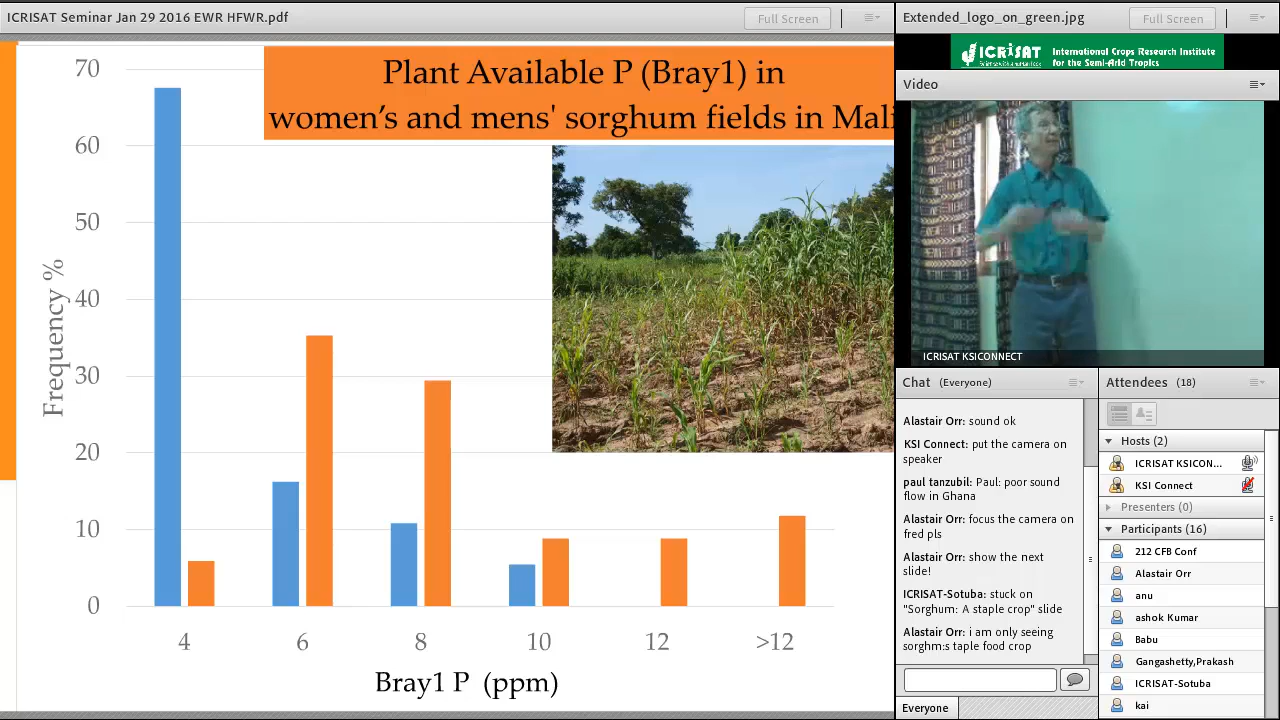 ICRISAT Seminar Jan 29 2016 EWR HFWR.pdf
Full Screen
Plant Available P (Bray1) in
women's and mens' sorghum fields in Mali
70
60
50
40
30
20
10
0
Frequency %
4 6 8 10 12 >12
Bray1 P (ppm)
Extended_logo_on_green.jpg
Full Screen
ICRISAT
Science with a human face
International Crops Research Institute
for the Semi-Arid Tropics
Video
ICRISAT KSICONNECT
Chat (Everyone)
Alastair Orr: sound ok
KSI Connect: put the camera on
speaker
paul tanzubil: Paul: poor sound
flow in Ghana
Alastair Orr: focus the camera on
fred pls
Alastair Orr: show the next
slide!
ICRISAT-Sotuba: stuck on
"Sorghum: A staple crop" slide
Alastair Orr: i am only seeing
sorghm:s taple food crop
Everyone
Attendees (18)
Hosts (2)
ICRISAT KSICON...
KSI Connect
Presenters (0)
Participants (16)
212 CFB Conf
Alastair Orr
anu
ashok Kumar
Babu
Gangashetty,Prakash
ICRISAT-Sotuba
kai